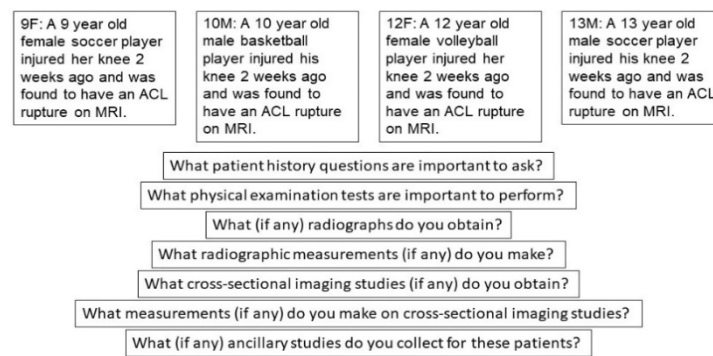 9F: A 9 year old
female soccer player
injured her knee 2
weeks ago and was
found to have an ACL
rupture on MRI.
10M: A 10 year old
male basketball
player injured his
knee 2 weeks ago
and was found to
have an ACL rupture
on MRI.
12F: A 12 year old
female volleyball
player injured her
knee 2 weeks ago
and was found to
have an ACL rupture
on MRI.
13M: A 13 year old
male soccer player
injured his knee 2
weeks ago and was
found to have an ACL
rupture on MRI.
What patient history questions are important to ask?
What physical examination tests are important to perform?
What (if any) radiographs do you obtain?
What radiographic measurements (if any) do you make?
What cross-sectional imaging studies (if any) do you obtain?
What measurements (if any) do you make on cross-sectional imaging studies?
What (if any) ancillary studies do you collect for these patients?